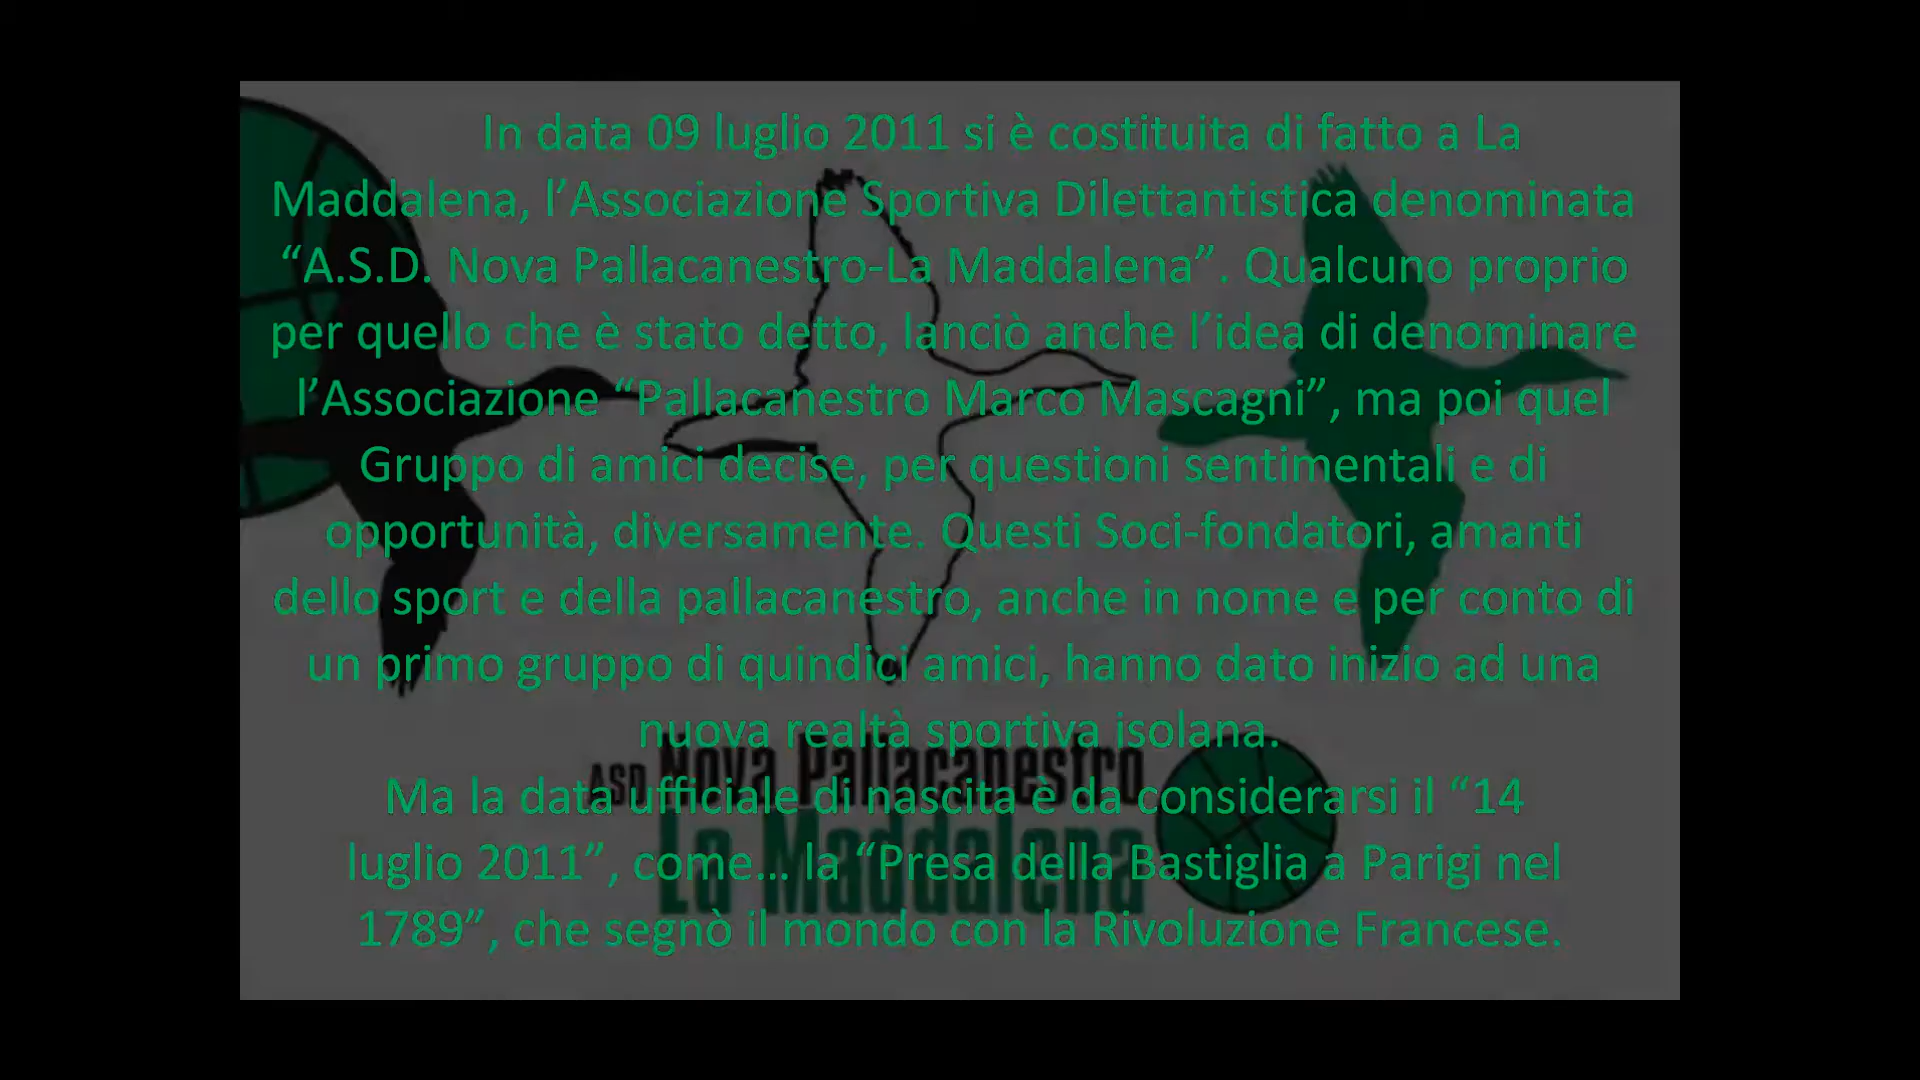 In data 09 luglio 2011 si è costituita di fatto a La
Maddalena, l’Associazione Sportiva Dilettantistica denominata
“A.S.D. Nova Pallacanestro-La Maddalena”. Qualcuno proprio
per quello che è stato detto, lanciò anche l’idea di denominare
l’Associazione “Pallacanestro Marco Mascagni”, ma poi quel
Gruppo di amici decise, per questioni sentimentali e di
opportunità, diversamente. Questi Soci-fondatori, amanti
dello sport e della pallacanestro, anche in nome e per conto di
un primo gruppo di quindici amici, hanno dato inizio ad una
nuova realtà sportiva isolana.
ASD Nova Pallacanestro
Ma la data ufficiale di nascita è da considerarsi il “14
La Maddalena
luglio 2011”, come… la “Presa della Bastiglia a Parigi nel
1789”, che segnò il mondo con la Rivoluzione Francese.